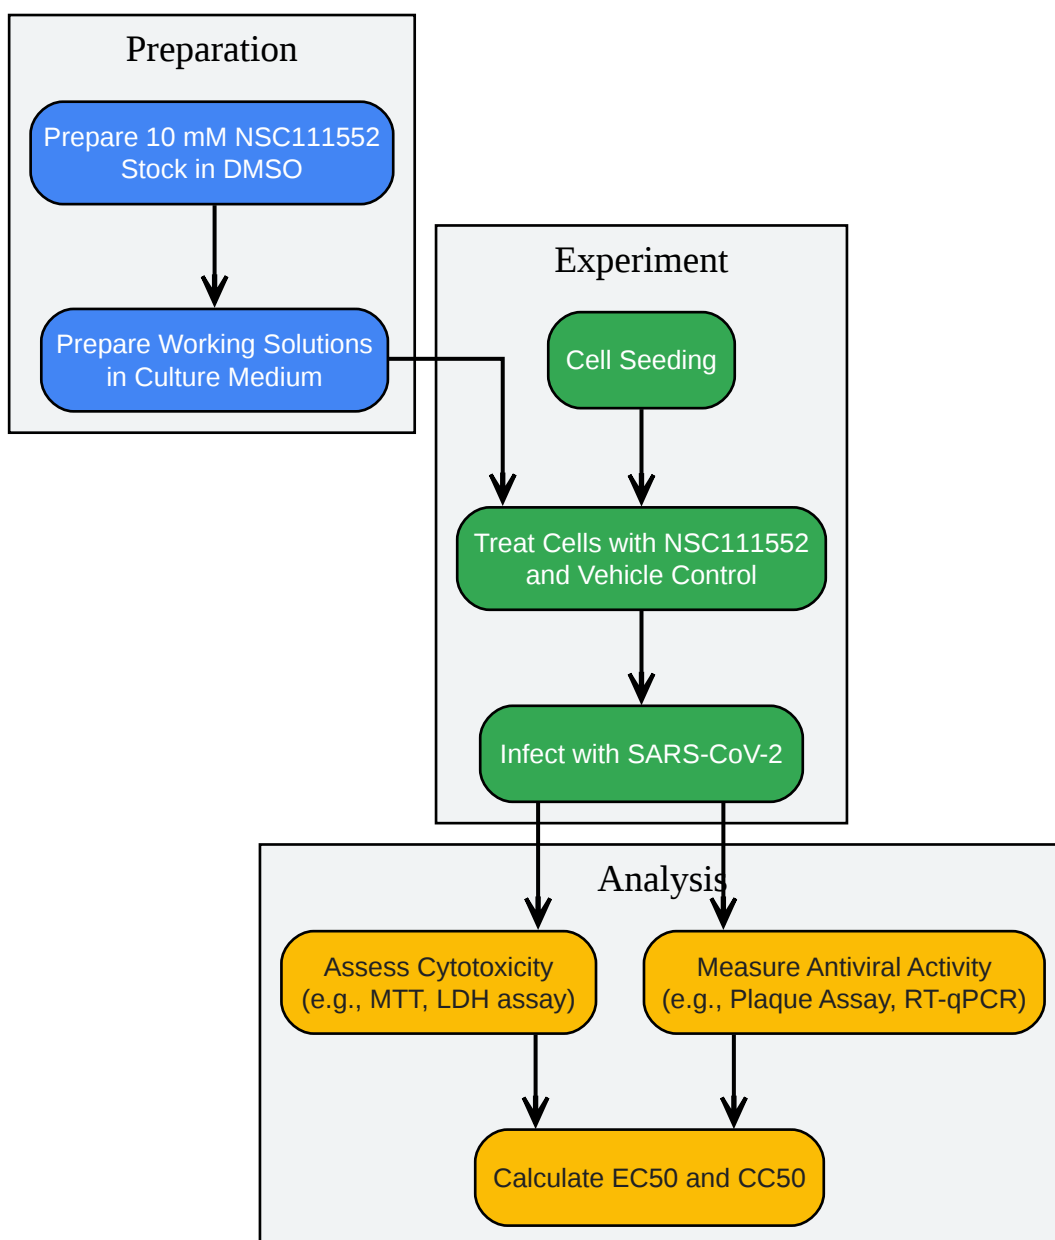 Preparation
Prepare 10 mM NSC111552
Stock in DMSO
Prepare Working Solutions
in Culture Medium
Experiment
Cell Seeding
Treat Cells with NSC111552
and Vehicle Control
Infect with SARS-CoV-2
Analysis
Assess Cytotoxicity
(e.g., MTT, LDH assay)
Measure Antiviral Activity
(e.g., Plaque Assay, RT-qPCR)
Calculate EC50 and CC50